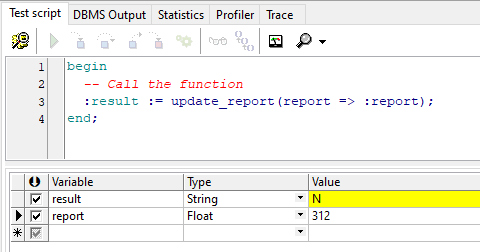 Test script DBMS Output Statistics Profiler Trace
1 begin
2 -- Call the function
3 :result := update_report(report => :report);
4 end;
Variable Type Value
result String N
report Float 312